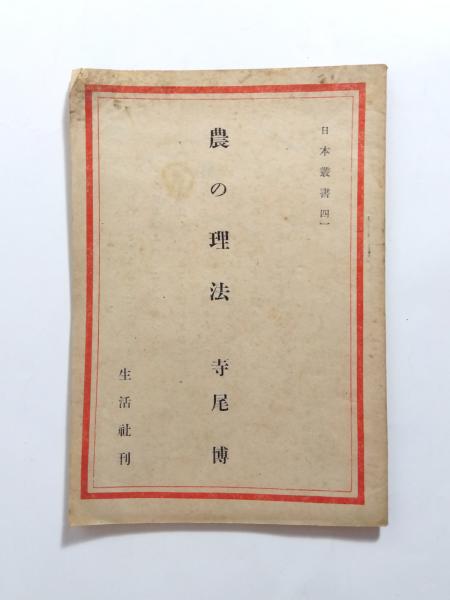 日本叢書四一
農の理法 寺尾博
生活社刊